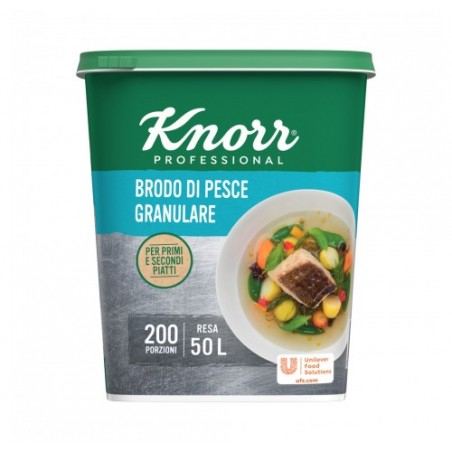 Knorr®
PROFESSIONAL
BRODO DI PESCE
GRANULARE
PER PRIMI
E SECONDI
PIATTI
200
PORZIONI
RESA
50 L
Unilever
Food
Solutions
ufs.com